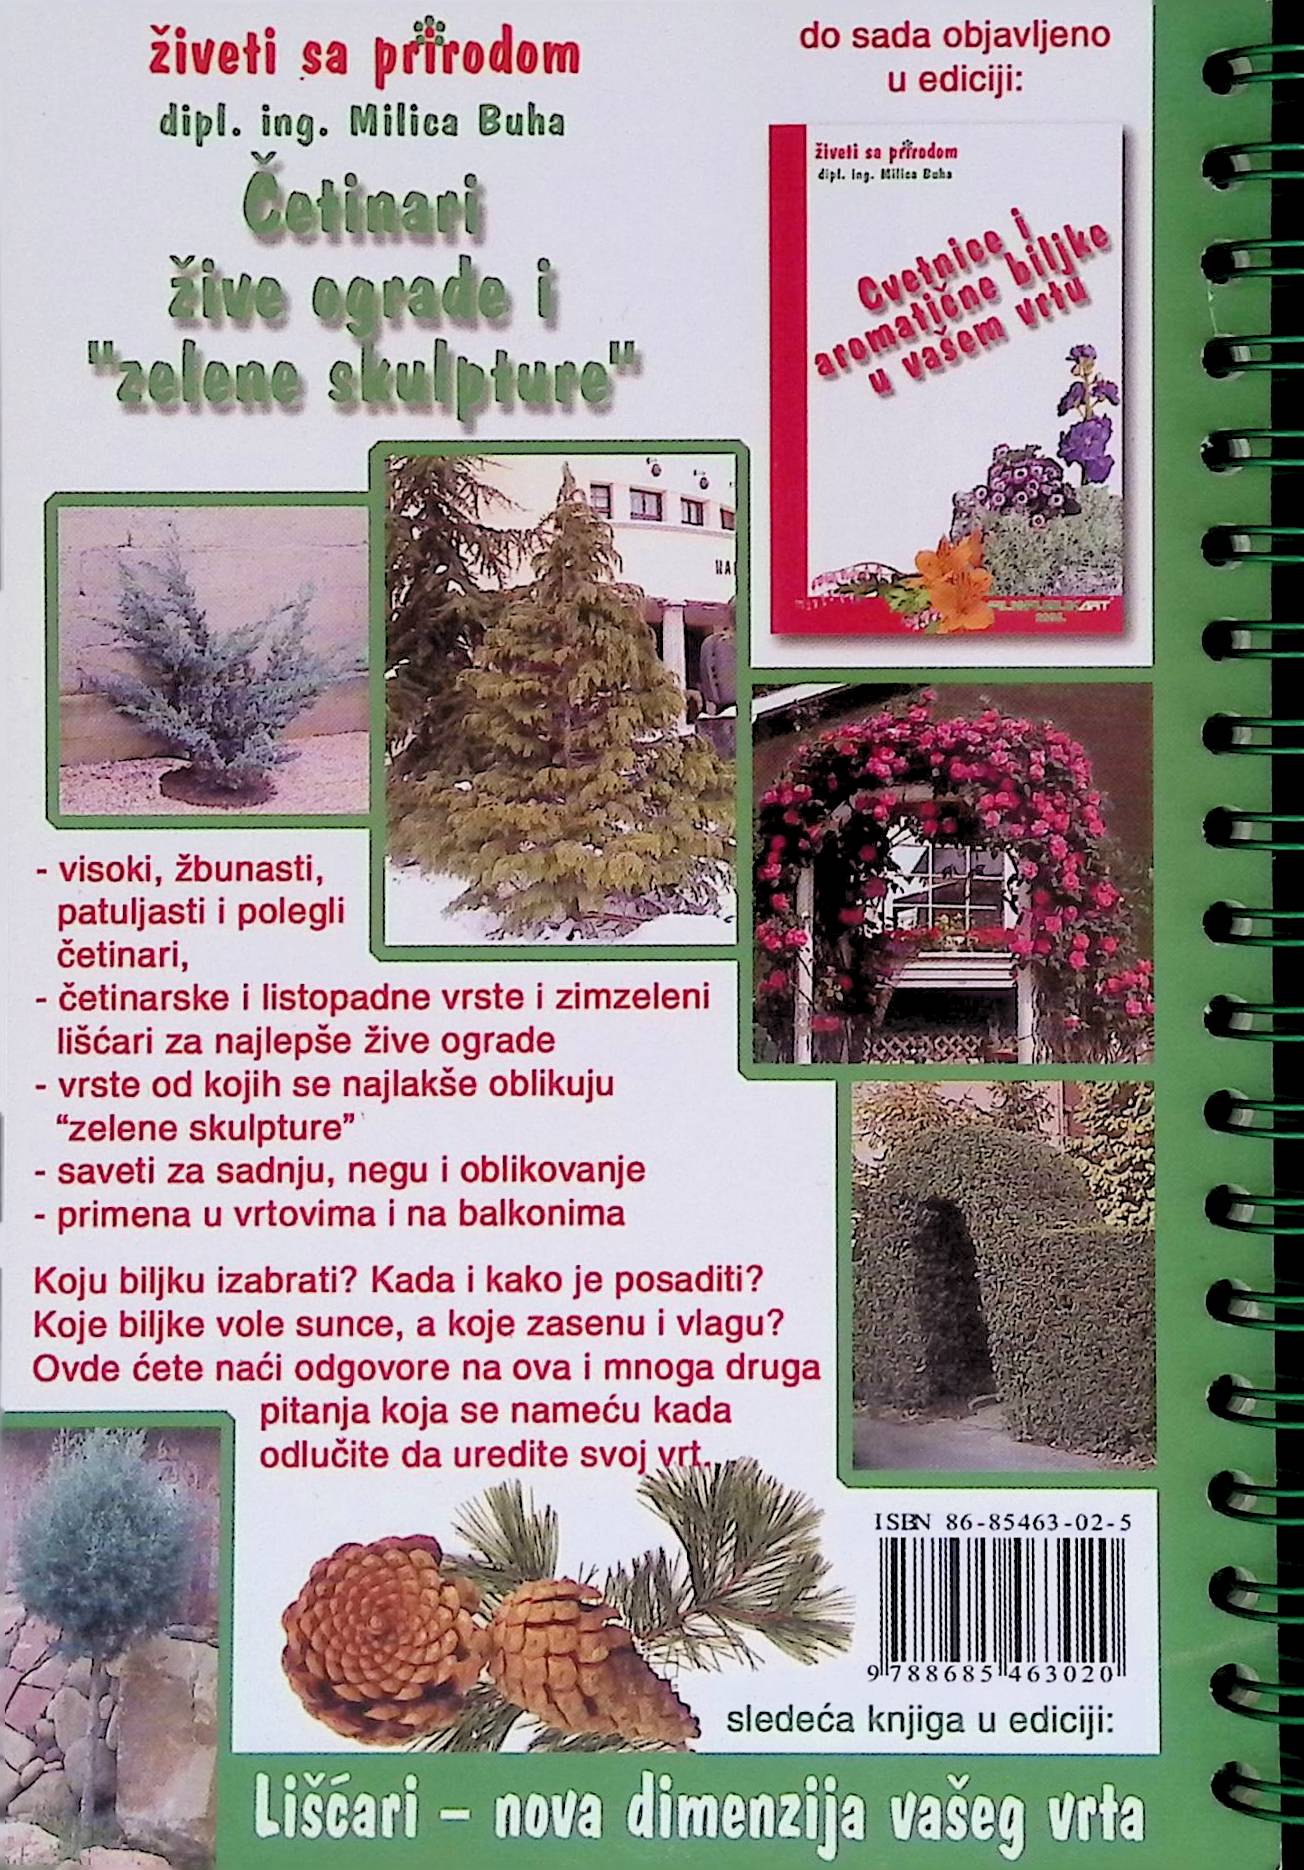 živeti sa prirodom
dipl. ing. Milica Buha
Četinari
žive ograde i
"zelene skulpture"
do sada objavljeno
u ediciji:
živeti sa prirodom
dipl. ing. Milica Buha
Cvetnice i
aromatične biljke
u vašem vrtu
FILMPUBLIKART
- visoki, žbunasti,
patuljasti i polegli
četinari,
- četinarske i listopadne vrste i zimzeleni
lišćari za najlepše žive ograde
- vrste od kojih se najlakše oblikuju
“zelene skulpture”
- saveti za sadnju, negu i oblikovanje
- primena u vrtovima i na balkonima
Koju biljku izabrati? Kada i kako je posaditi?
Koje biljke vole sunce, a koje zasenu i vlagu?
Ovde ćete naći odgovore na ova i mnoga druga
pitanja koja se nameću kada
odlučite da uredite svoj vrt...
ISBN 86-85463-02-5
9 788685 463020
sledeća knjiga u ediciji:
Lišćari – nova dimenzija vašeg vrta